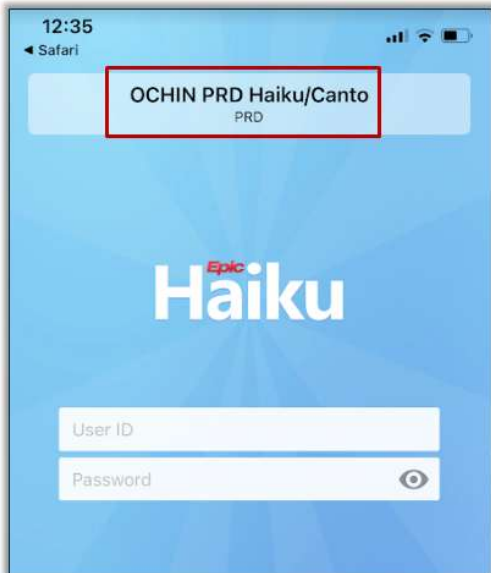 12:35
◄ Safari
OCHIN PRD Haiku/Canto
PRD
Epic
Haiku
User ID
Password